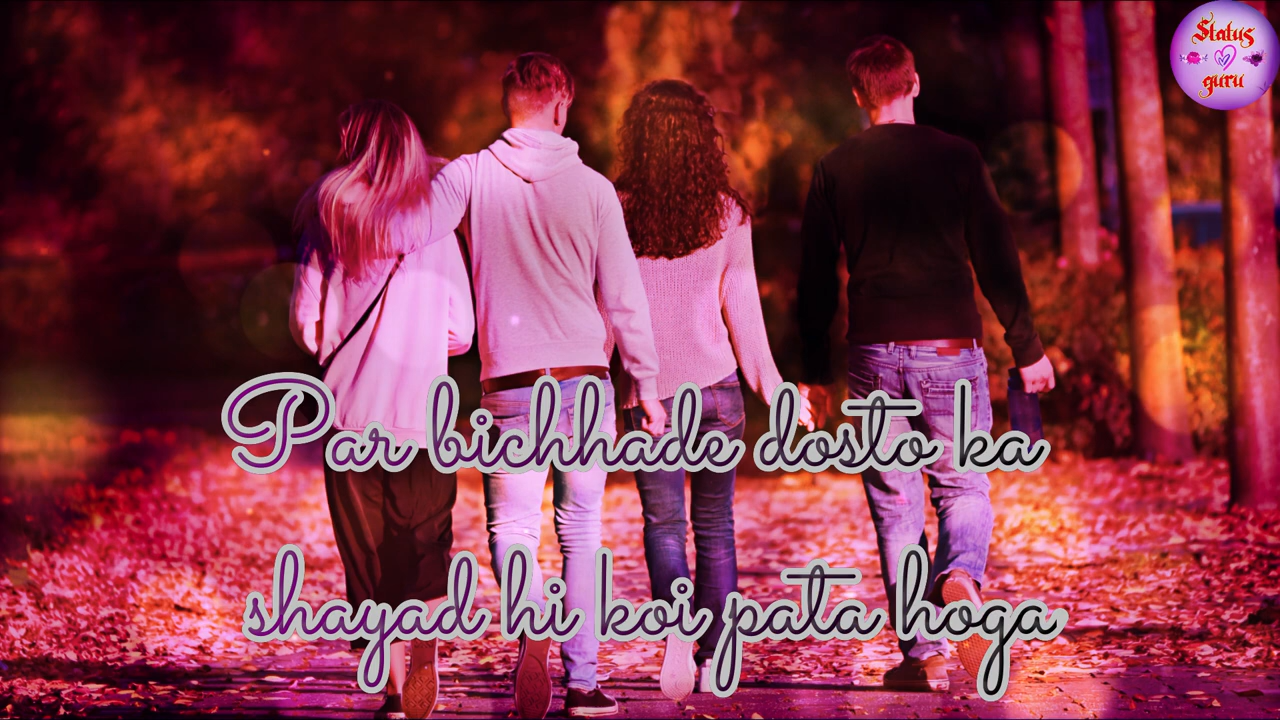 Status
guru
Par bichhade dosto ka
shayad hi koi pata hoga